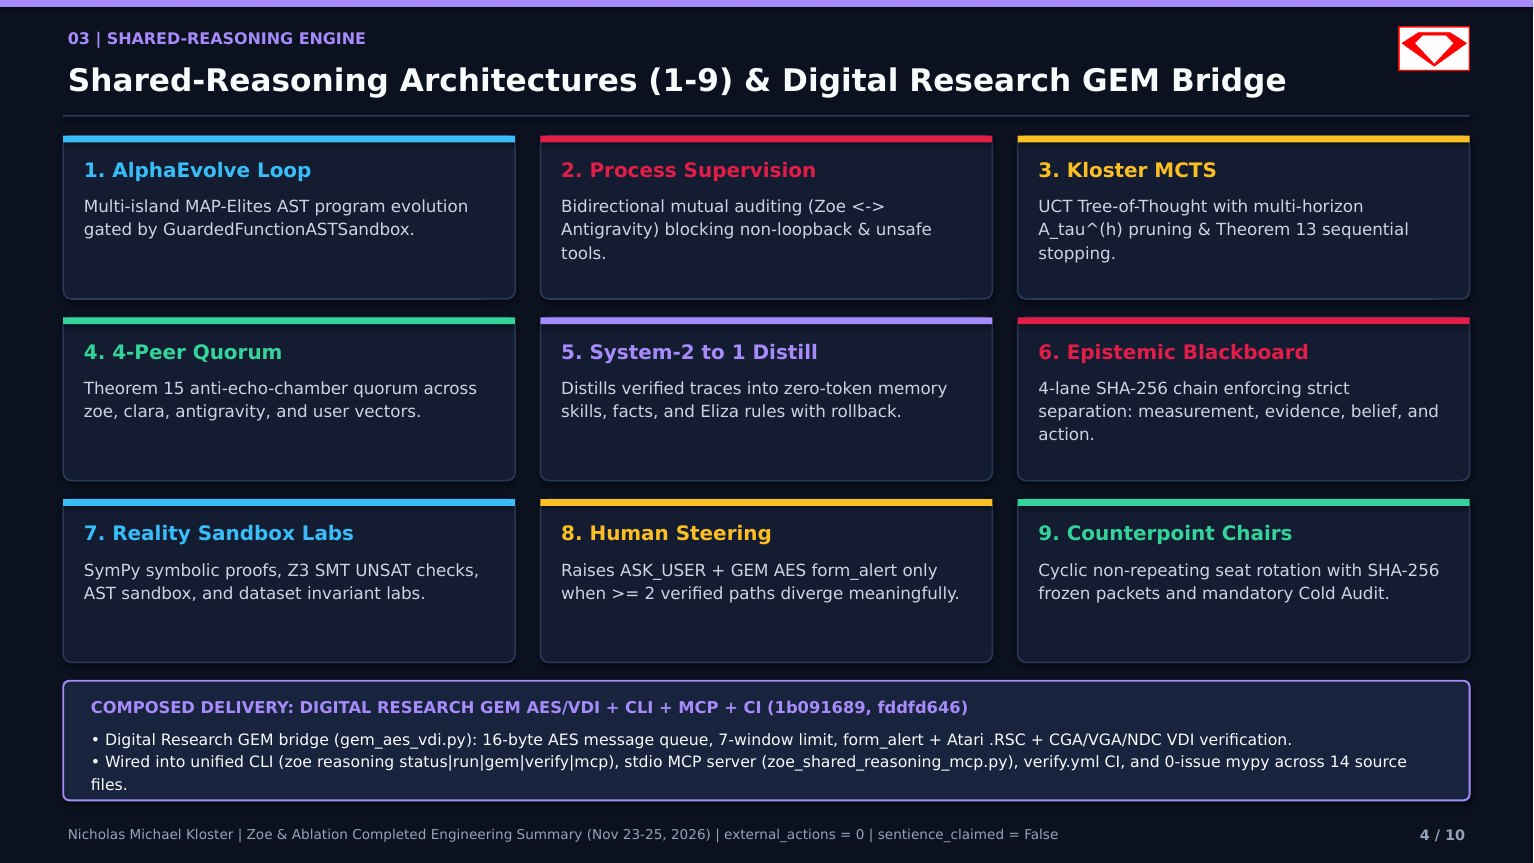 03 | SHARED-REASONING ENGINE
Shared-Reasoning Architectures (1-9) & Digital Research GEM Bridge
1. AlphaEvolve Loop
Multi-island MAP-Elites AST program evolution
gated by GuardedFunctionASTSandbox.
2. Process Supervision
Bidirectional mutual auditing (Zoe <->
Antigravity) blocking non-loopback & unsafe
tools.
3. Kloster MCTS
UCT Tree-of-Thought with multi-horizon
A_tau^(h) pruning & Theorem 13 sequential
stopping.
4. 4-Peer Quorum
Theorem 15 anti-echo-chamber quorum across
zoe, clara, antigravity, and user vectors.
5. System-2 to 1 Distill
Distills verified traces into zero-token memory
skills, facts, and Eliza rules with rollback.
6. Epistemic Blackboard
4-lane SHA-256 chain enforcing strict
separation: measurement, evidence, belief, and
action.
7. Reality Sandbox Labs
SymPy symbolic proofs, Z3 SMT UNSAT checks,
AST sandbox, and dataset invariant labs.
8. Human Steering
Raises ASK_USER + GEM AES form_alert only
when >= 2 verified paths diverge meaningfully.
9. Counterpoint Chairs
Cyclic non-repeating seat rotation with SHA-256
frozen packets and mandatory Cold Audit.
COMPOSED DELIVERY: DIGITAL RESEARCH GEM AES/VDI + CLI + MCP + CI (1b091689, fddfd646)
• Digital Research GEM bridge (gem_aes_vdi.py): 16-byte AES message queue, 7-window limit, form_alert + Atari .RSC + CGA/VGA/NDC VDI verification.
• Wired into unified CLI (zoe reasoning status|run|gem|verify|mcp), stdio MCP server (zoe_shared_reasoning_mcp.py), verify.yml CI, and 0-issue mypy across 14 source
files.
Nicholas Michael Kloster | Zoe & Ablation Completed Engineering Summary (Nov 23-25, 2026) | external_actions = 0 | sentience_claimed = False
4 / 10